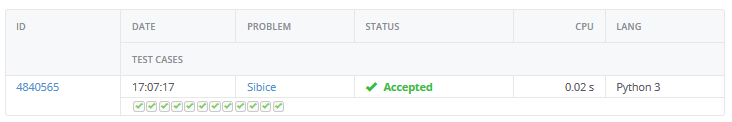 ID DATE PROBLEM STATUS CPU LANG
TEST CASES
4840565 17:07:17 Sibice Accepted 0.02 s Python 3